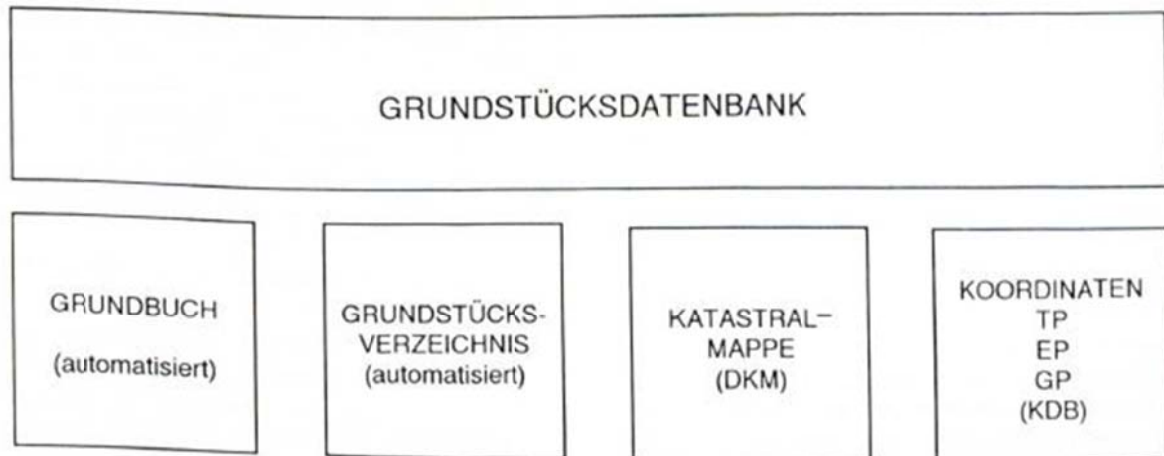 GRUNDSTÜCKSDATENBANK
GRUNDBUCH
(automatisiert)
GRUNDSTÜCKS-
VERZEICHNIS
(automatisiert)
KATASTRAL-
MAPPE
(DKM)
KOORDINATEN
TP
EP
GP
(KDB)